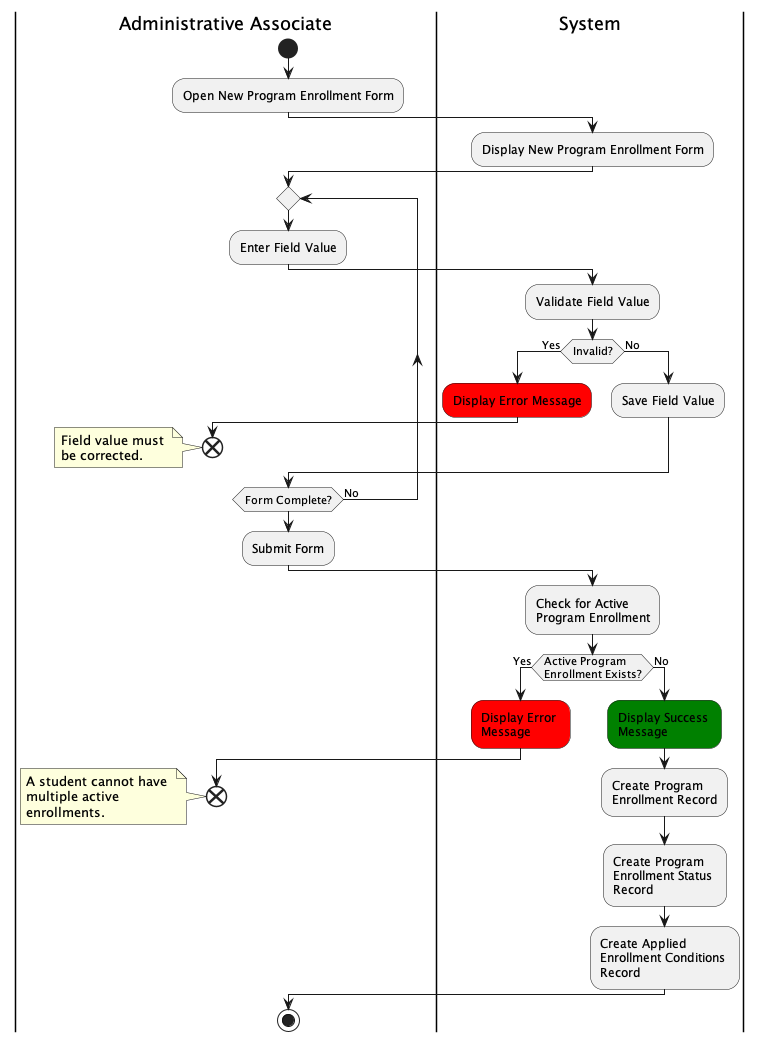 Administrative Associate
System
Open New Program Enrollment Form
Display New Program Enrollment Form
Enter Field Value
Validate Field Value
Yes
Invalid?
No
Display Error Message
Save Field Value
Field value must
be corrected.
Form Complete?
No
Submit Form
Check for Active
Program Enrollment
Yes
Active Program
Enrollment Exists?
No
Display Error
Message
Display Success
Message
A student cannot have
multiple active
enrollments.
Create Program
Enrollment Record
Create Program
Enrollment Status
Record
Create Applied
Enrollment Conditions
Record